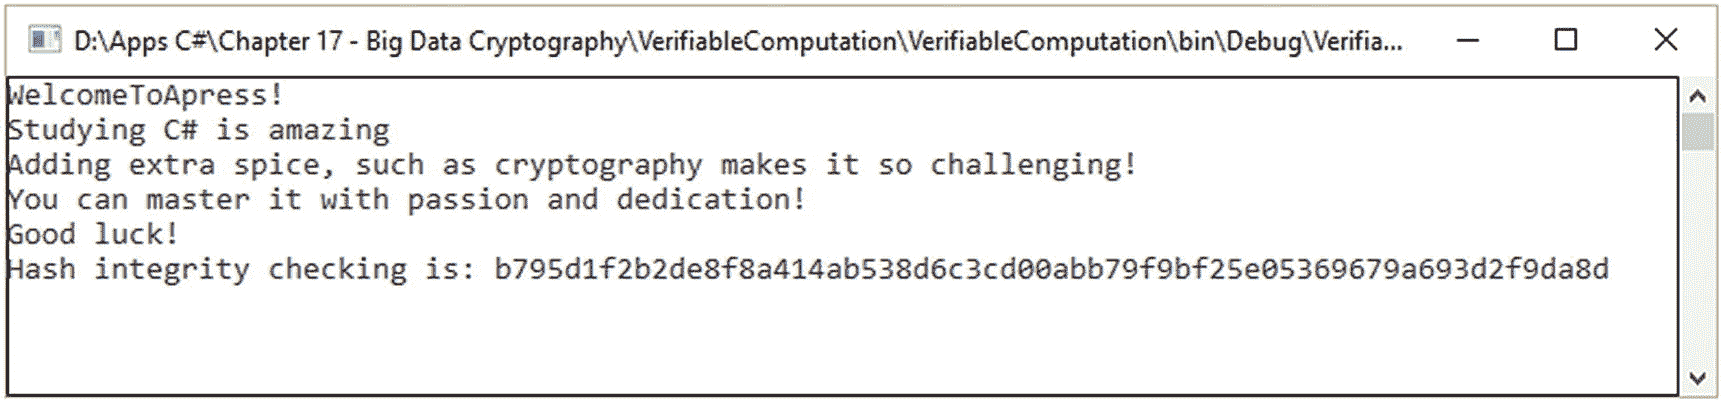 D:\Apps C#\Chapter 17 - Big Data Cryptography\VerifiableComputation\VerifiableComputation\bin\Debug\Verifia...
WelcomeToApress!
Studying C# is amazing
Adding extra spice, such as cryptography makes it so challenging!
You can master it with passion and dedication!
Good luck!
Hash integrity checking is: b795d1f2b2de8f8a414ab538d6c3cd00abb79f9bf25e05369679a693d2f9da8d